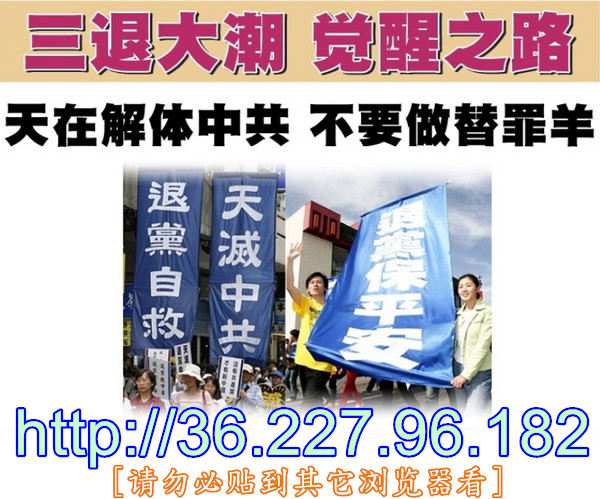 三退大潮 觉醒之路
天在解体中共 不要做替罪羊
退黨自救
天滅中共
退黨保平安
http://36.227.96.182
[请勿必贴到其它浏览器看]